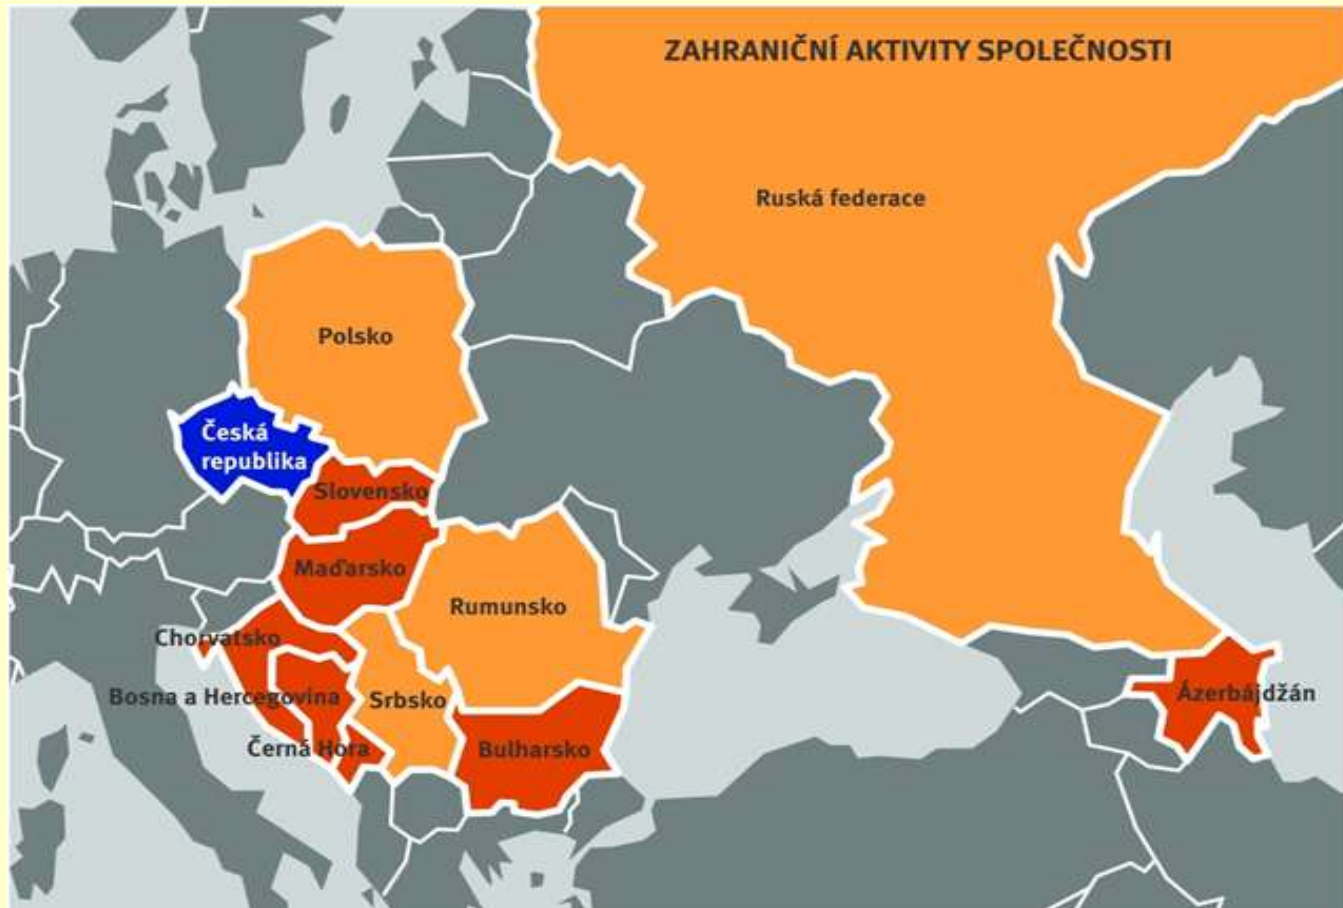 ZAHRANIČNÍ AKTIVITY SPOLEČNOSTI
Ruská federace
Polsko
Česká
republika
Slovensko
Maďarsko
Rumunsko
Chorvatsko
Bosna a Hercegovina
Srbsko
Ázerbájdžán
Černá Hora
Bulharsko